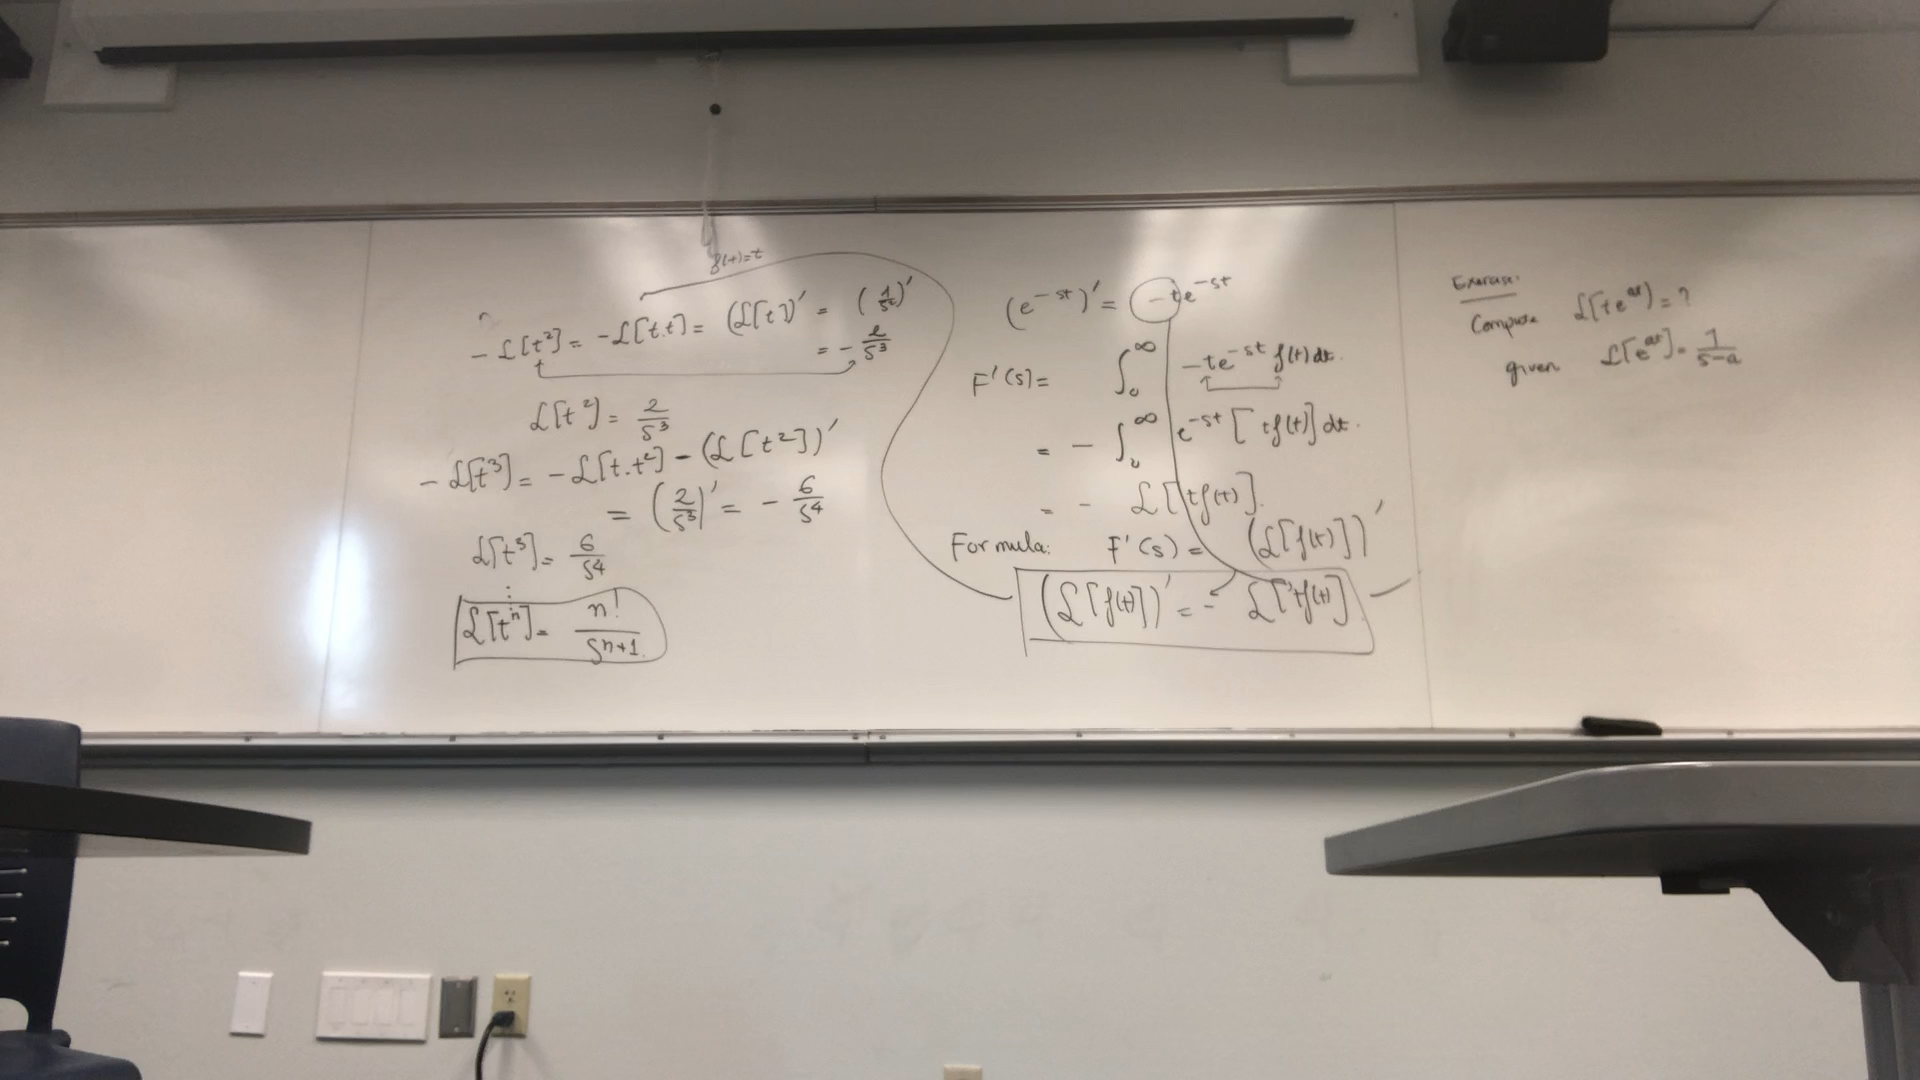 f(t)=t
-ℒ[t²] = -ℒ[t.t] = (ℒ[t])' = (1/s²)'
= - 2/s³
ℒ[t²] = 2/s³
-ℒ[t³] = -ℒ[t.t²] - (ℒ[t²])'
= (2/s³)' = - 6/s⁴
ℒ[t³] = 6/s⁴
⋮
ℒ[tⁿ] = n!/sⁿ⁺¹
(e^-st)' = -te^-st
F'(s) = ∫₀^∞ -te^-st f(t)dt.
= - ∫₀^∞ e^-st [tf(t)]dt.
= - ℒ[tf(t)].
Formula: F'(s) = (ℒ[f(t)])'
(ℒ[f(t)])' = - ℒ[tf(t)]
Exercise:
Compute ℒ[te^at] = ?
given ℒ[e^at] = 1/s-a